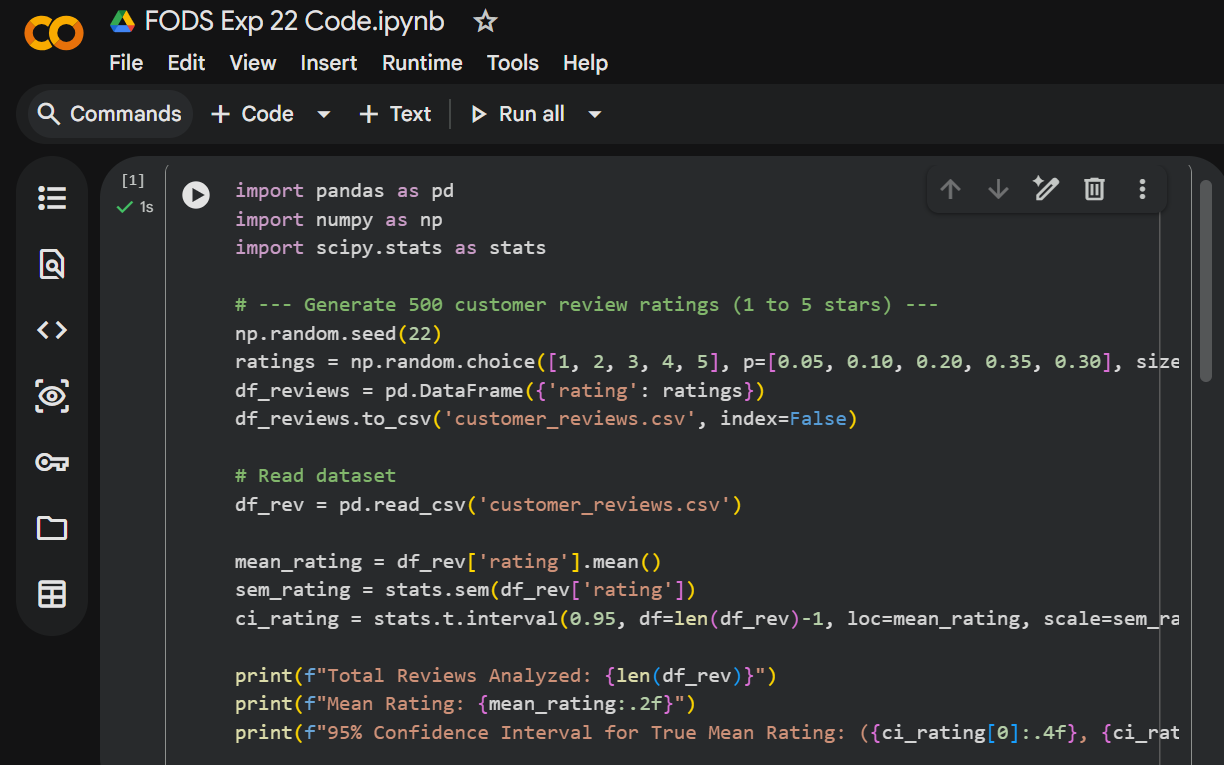 FODS Exp 22 Code.ipynb
File Edit View Insert Runtime Tools Help
Commands + Code + Text Run all
[1]
1s
import pandas as pd
import numpy as np
import scipy.stats as stats
# --- Generate 500 customer review ratings (1 to 5 stars) ---
np.random.seed(22)
ratings = np.random.choice([1, 2, 3, 4, 5], p=[0.05, 0.10, 0.20, 0.35, 0.30], size
df_reviews = pd.DataFrame({'rating': ratings})
df_reviews.to_csv('customer_reviews.csv', index=False)
# Read dataset
df_rev = pd.read_csv('customer_reviews.csv')
mean_rating = df_rev['rating'].mean()
sem_rating = stats.sem(df_rev['rating'])
ci_rating = stats.t.interval(0.95, df=len(df_rev)-1, loc=mean_rating, scale=sem_ra
print(f"Total Reviews Analyzed: {len(df_rev)}")
print(f"Mean Rating: {mean_rating:.2f}")
print(f"95% Confidence Interval for True Mean Rating: ({ci_rating[0]:.4f}, {ci_rat